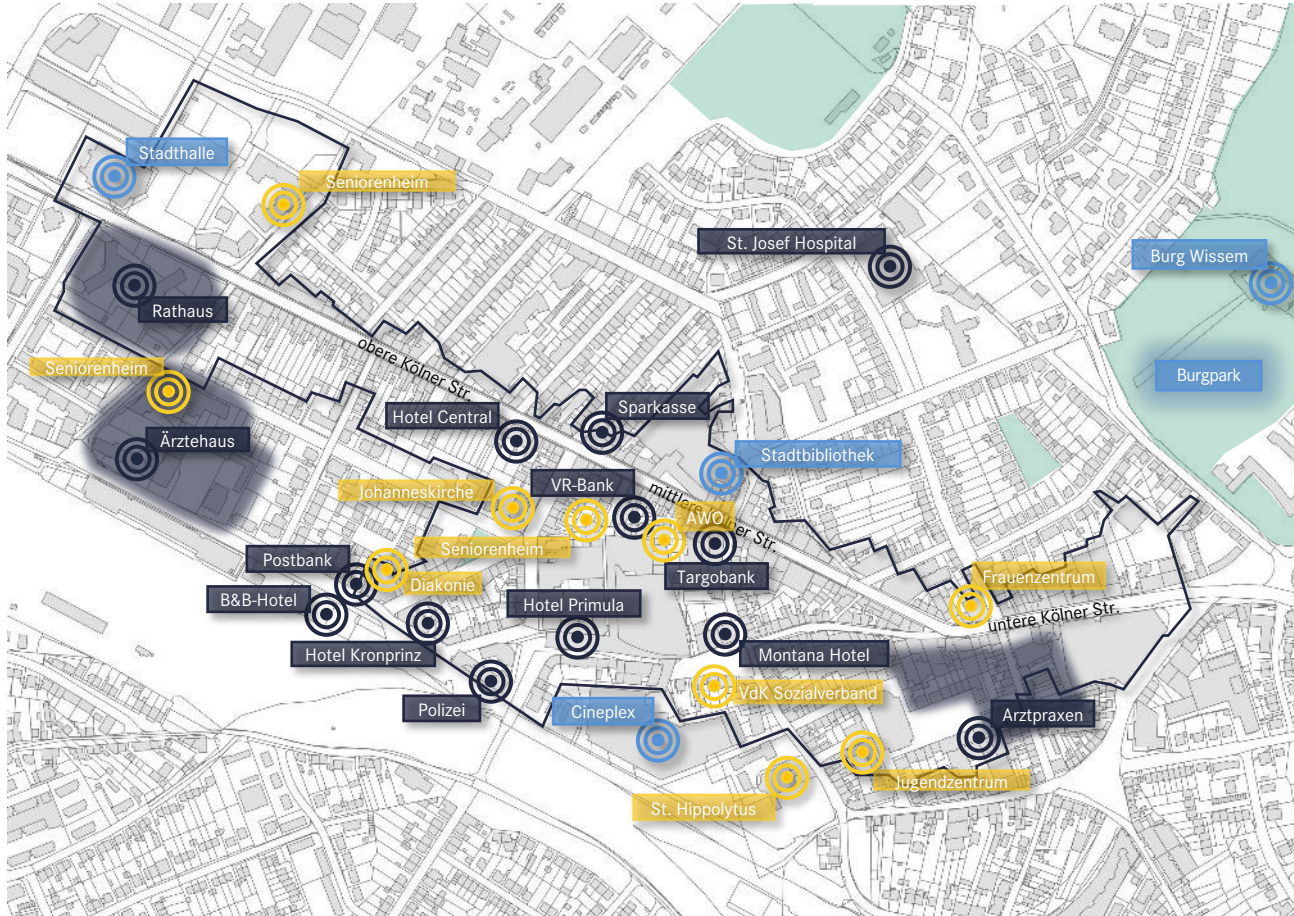 Stadthalle
Seniorenheim
St. Josef Hospital
Burg Wissem
Rathaus
obere Kölner Str.
Seniorenheim
Burgpark
Sparkasse
Hotel Central
Ärztehaus
Stadtbibliothek
VR-Bank
Johanneskirche
mittlere Kölner Str.
AWO
Seniorenheim
Postbank
Diakonie
Targobank
Frauenzentrum
B&B-Hotel
Hotel Primula
untere Kölner Str.
Hotel Kronprinz
Montana Hotel
VdK Sozialverband
Polizei
Cineplex
Arztpraxen
Jugendzentrum
St. Hippolytus